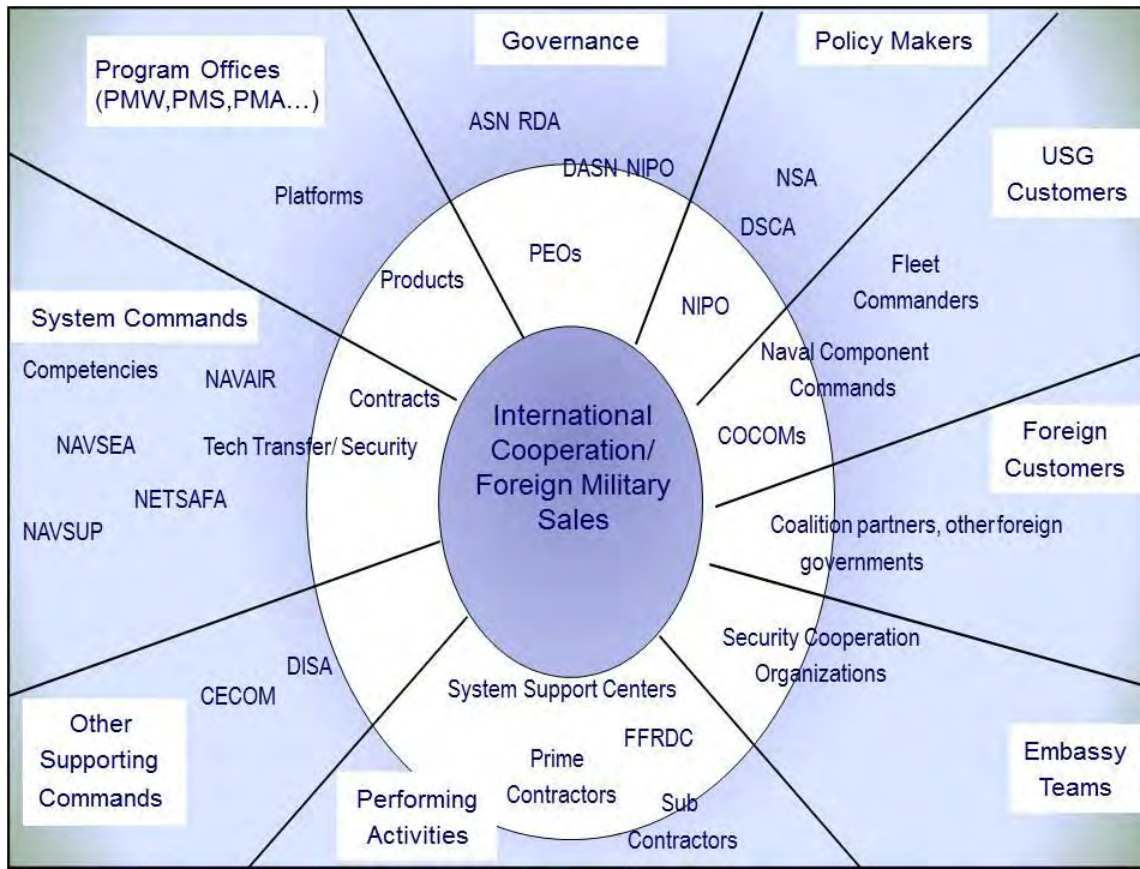 Program Offices
(PMW,PMS,PMA…)
Governance
Policy Makers
ASN RDA
DASN NIPO
PEOs
NSA
DSCA
NIPO
USG
Customers
Fleet
Commanders
Naval Component
Commands
COCOMs
Platforms
Products
System Commands
Competencies
NAVAIR
Contracts
NAVSEA
Tech Transfer/ Security
NETSAFA
NAVSUP
International
Cooperation/
Foreign Military
Sales
Foreign
Customers
Coalition partners, other foreign
governments
Security Cooperation
Organizations
Embassy
Teams
DISA
CECOM
Other
Supporting
Commands
System Support Centers
FFRDC
Prime
Contractors
Sub
Contractors
Performing
Activities